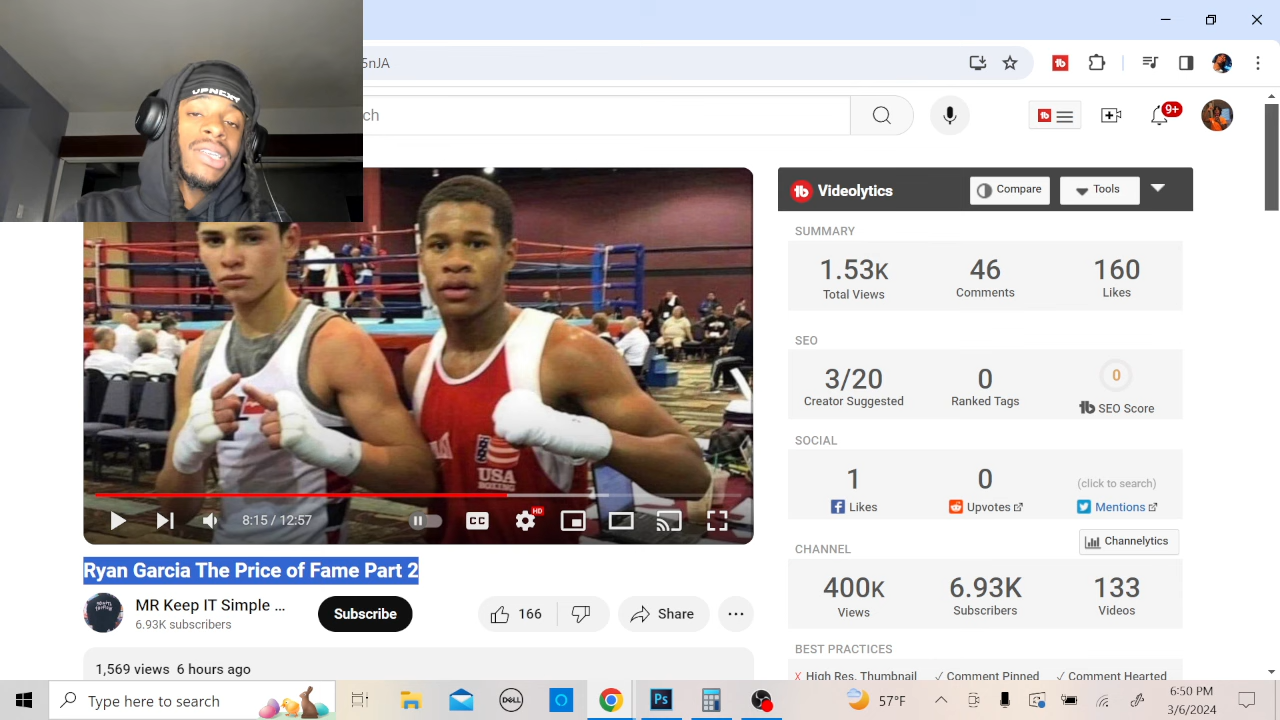 UPNEXT
5nJA
ch
9+
USA
BOXING
8:15 / 12:57
CC
HD
Ryan Garcia The Price of Fame Part 2
MR Keep IT Simple ...
6.93K subscribers
Subscribe
166
Share
1,569 views 6 hours ago
Videolytics
Compare
Tools
SUMMARY
1.53K
46
160
Total Views
Comments
Likes
SEO
3/20
0
0
Creator Suggested
Ranked Tags
SEO Score
SOCIAL
1
0
(click to search)
Likes
Upvotes
Mentions
Channelytics
CHANNEL
400K
6.93K
133
Views
Subscribers
Videos
BEST PRACTICES
X High Res. Thumbnail
✓ Comment Pinned
✓ Comment Hearted
Type here to search
DELL
Ps
57°F
6:50 PM
3/6/2024